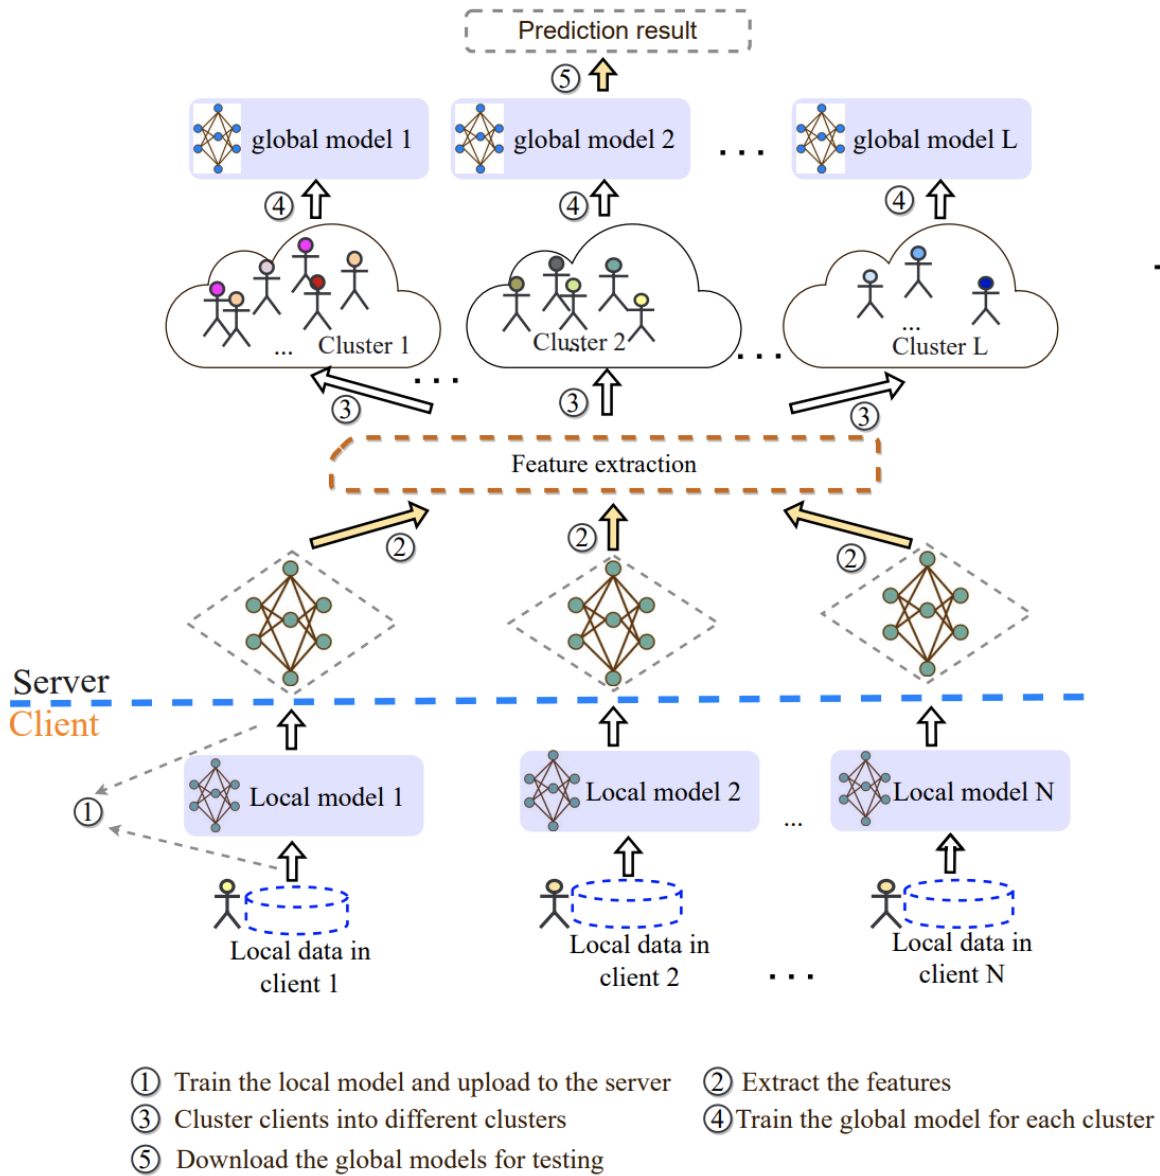 Prediction result
⑤
global model 1
global model 2
...
global model L
④
④
④
...
Cluster 1
...
Cluster 2
...
Cluster L
...
...
③
③
③
Feature extraction
②
②
②
Server
Client
①
Local model 1
Local model 2
...
Local model N
Local data in
client 1
Local data in
client 2
...
Local data in
client N
① Train the local model and upload to the server
② Extract the features
③ Cluster clients into different clusters
④ Train the global model for each cluster
⑤ Download the global models for testing